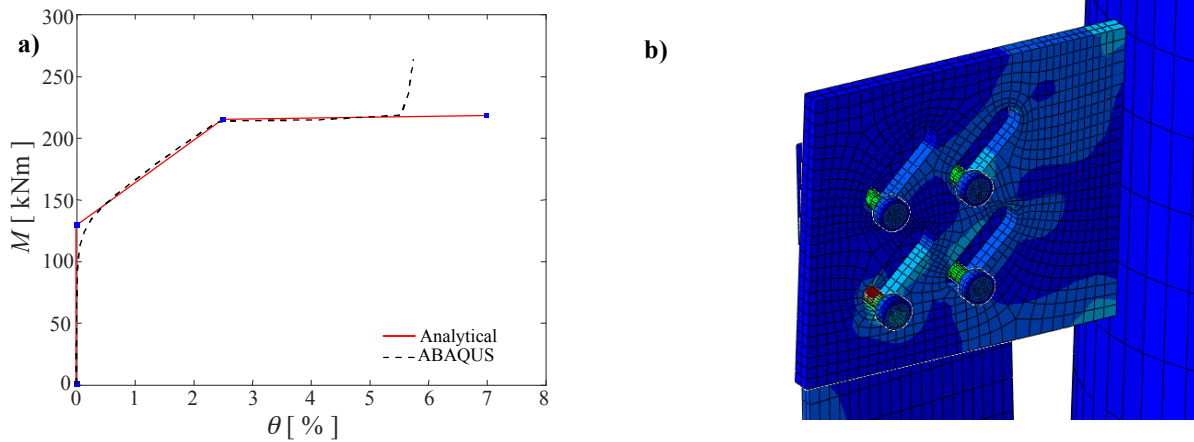 a)
300
250
200
150
100
50
0
M [ kNm ]
Analytical
ABAQUS
0 1 2 3 4 5 6 7 8
θ [ % ]
b)